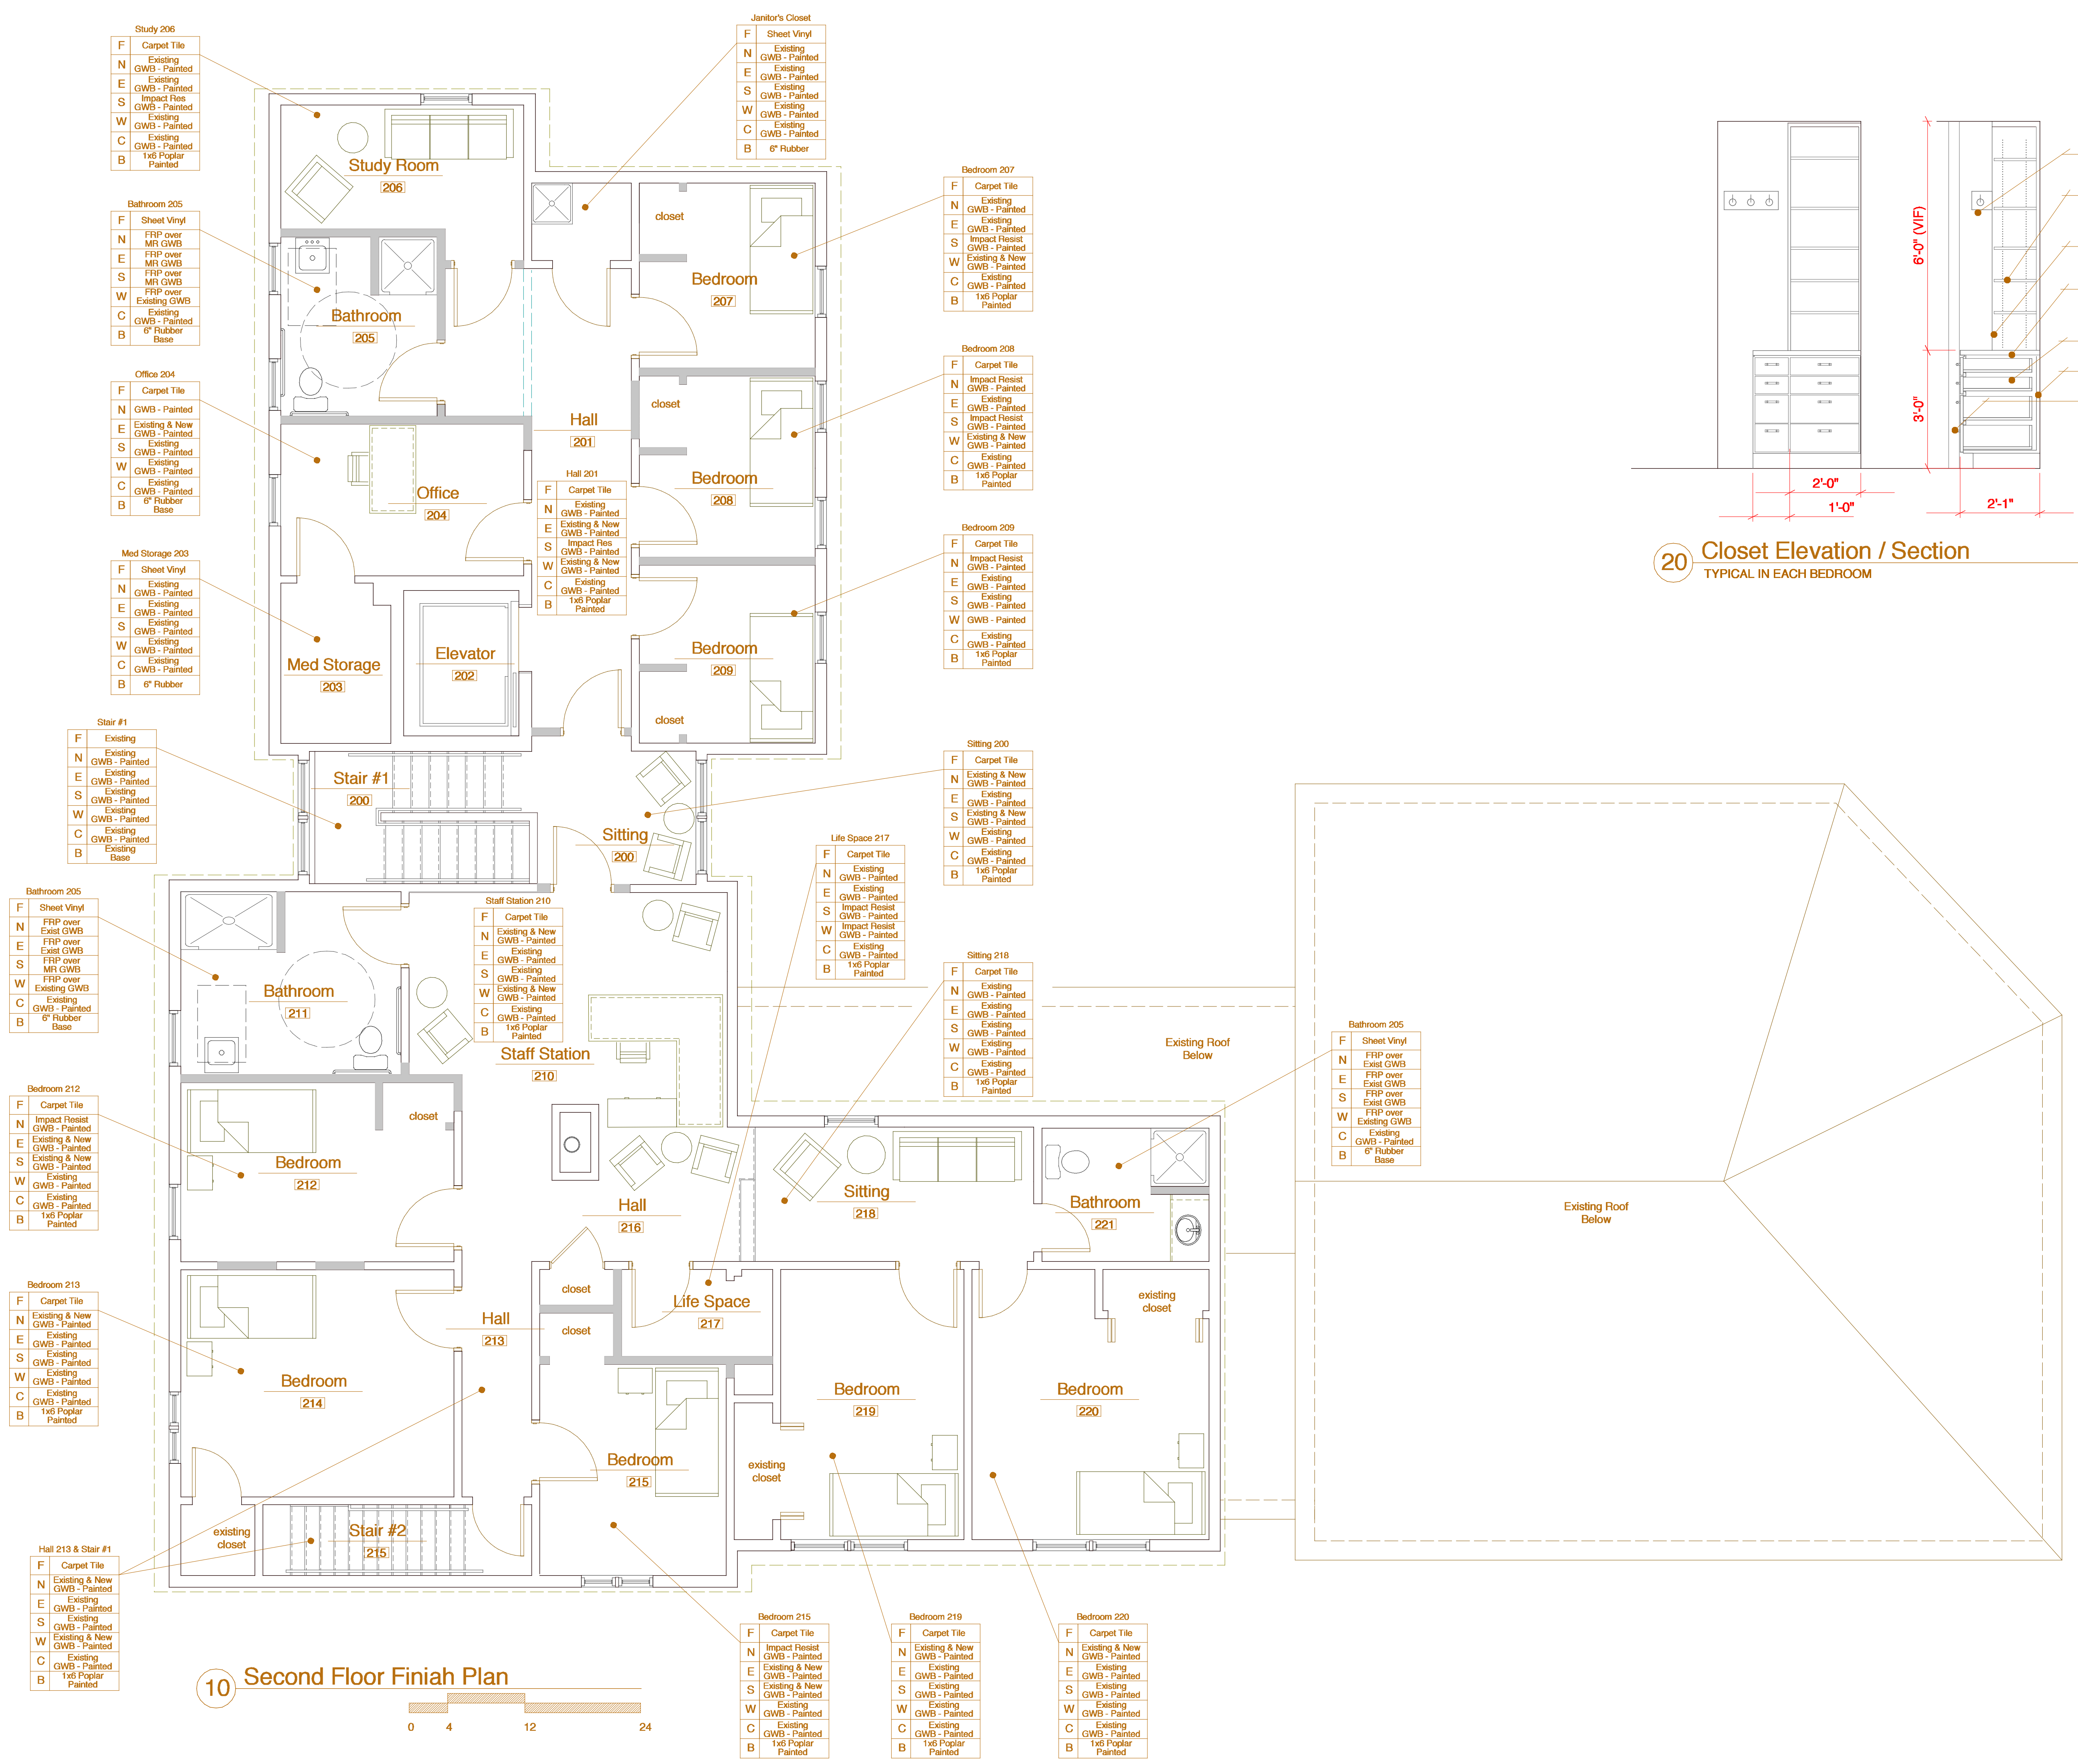 Study 206
F Carpet Tile
N Existing
GWB - Painted
E Existing
GWB - Painted
S Impact Res
GWB - Painted
W Existing
GWB - Painted
C Existing
GWB - Painted
B 1x6 Poplar
Painted
Bathroom 205
F Sheet Vinyl
N FRP over
MR GWB
E FRP over
MR GWB
S FRP over
MR GWB
W FRP over
Existing GWB
C Existing
GWB - Painted
B 6" Rubber
Base
Office 204
F Carpet Tile
N GWB - Painted
E Existing & New
GWB - Painted
S Existing
GWB - Painted
W Existing
GWB - Painted
C Existing
GWB - Painted
B 6" Rubber
Base
Med Storage 203
F Sheet Vinyl
N Existing
GWB - Painted
E Existing
GWB - Painted
S Existing
GWB - Painted
W Existing
GWB - Painted
C Existing
GWB - Painted
B 6" Rubber
Stair #1
F Existing
N Existing
GWB - Painted
E Existing
GWB - Painted
S Existing
GWB - Painted
W Existing
GWB - Painted
C Existing
GWB - Painted
B Existing
Base
Bathroom 205
F Sheet Vinyl
N FRP over
Exist GWB
E FRP over
Exist GWB
S FRP over
MR GWB
W FRP over
Existing GWB
C Existing
GWB - Painted
B 6" Rubber
Base
Bedroom 212
F Carpet Tile
N Impact Resist
GWB - Painted
E Existing & New
GWB - Painted
S Existing & New
GWB - Painted
W Existing
GWB - Painted
C Existing
GWB - Painted
B 1x6 Poplar
Painted
Bedroom 213
F Carpet Tile
N Existing & New
GWB - Painted
E Existing
GWB - Painted
S Existing
GWB - Painted
W Existing
GWB - Painted
C Existing
GWB - Painted
B 1x6 Poplar
Painted
Hall 213 & Stair #1
F Carpet Tile
N Existing & New
GWB - Painted
E Existing
GWB - Painted
S Existing
GWB - Painted
W Existing & New
GWB - Painted
C Existing
GWB - Painted
B 1x6 Poplar
Painted
Janitor's Closet
F Sheet Vinyl
N Existing
GWB - Painted
E Existing
GWB - Painted
S Existing
GWB - Painted
W Existing
GWB - Painted
C Existing
GWB - Painted
B 6" Rubber
Study Room
206
Bathroom
205
Office
204
Med Storage
203
Elevator
202
Hall
201
Hall 201
F Carpet Tile
N Existing
GWB - Painted
E Existing & New
GWB - Painted
S Impact Res
GWB - Painted
W Existing & New
GWB - Painted
C Existing
GWB - Painted
B 1x6 Poplar
Painted
closet
Bedroom
207
closet
Bedroom
208
Bedroom
209
closet
Bedroom 207
F Carpet Tile
N Existing
GWB - Painted
E Existing
GWB - Painted
S Impact Resist
GWB - Painted
W Existing & New
GWB - Painted
C Existing
GWB - Painted
B 1x6 Poplar
Painted
Bedroom 208
F Carpet Tile
N Impact Resist
GWB - Painted
E Existing
GWB - Painted
S Impact Resist
GWB - Painted
W Existing & New
GWB - Painted
C Existing
GWB - Painted
B 1x6 Poplar
Painted
Bedroom 209
F Carpet Tile
N Impact Resist
GWB - Painted
E Existing
GWB - Painted
S Existing
GWB - Painted
W GWB - Painted
C Existing
GWB - Painted
B 1x6 Poplar
Painted
Sitting 200
F Carpet Tile
N Existing & New
GWB - Painted
E Existing
GWB - Painted
S Existing & New
GWB - Painted
W Existing
GWB - Painted
C Existing
GWB - Painted
B 1x6 Poplar
Painted
Stair #1
200
Sitting
200
Life Space 217
F Carpet Tile
N Existing
GWB - Painted
E Existing
GWB - Painted
S Impact Resist
GWB - Painted
W Impact Resist
GWB - Painted
C Existing
GWB - Painted
B 1x6 Poplar
Painted
Staff Station 210
F Carpet Tile
N Existing & New
GWB - Painted
E Existing
GWB - Painted
S Existing
GWB - Painted
W Existing & New
GWB - Painted
C Existing
GWB - Painted
B 1x6 Poplar
Painted
Staff Station
210
Sitting 218
F Carpet Tile
N Existing
GWB - Painted
E Existing
GWB - Painted
S Existing
GWB - Painted
W Existing
GWB - Painted
C Existing
GWB - Painted
B 1x6 Poplar
Painted
Bathroom
211
Bedroom
212
closet
Hall
216
Sitting
218
Bathroom
221
Bathroom 205
F Sheet Vinyl
N FRP over
Exist GWB
E FRP over
Exist GWB
S FRP over
Exist GWB
W FRP over
Existing GWB
C Existing
GWB - Painted
B 6" Rubber
Base
Existing Roof
Below
Existing Roof
Below
closet
closet
Life Space
217
Hall
213
existing
closet
Bedroom
214
Bedroom
215
existing
closet
Bedroom
219
Bedroom
220
existing
closet
Stair #2
215
Bedroom 215
F Carpet Tile
N Impact Resist
GWB - Painted
E Existing & New
GWB - Painted
S Existing & New
GWB - Painted
W Existing
GWB - Painted
C Existing
GWB - Painted
B 1x6 Poplar
Painted
Bedroom 219
F Carpet Tile
N Existing & New
GWB - Painted
E Existing
GWB - Painted
S Existing
GWB - Painted
W Existing
GWB - Painted
C Existing
GWB - Painted
B 1x6 Poplar
Painted
Bedroom 220
F Carpet Tile
N Existing & New
GWB - Painted
E Existing
GWB - Painted
S Existing
GWB - Painted
W Existing
GWB - Painted
C Existing
GWB - Painted
B 1x6 Poplar
Painted
10 Second Floor Finiah Plan
0 4 12 24
6'-0" (VIF)
3'-0"
2'-0"
1'-0"
2'-1"
20 Closet Elevation / Section
TYPICAL IN EACH BEDROOM